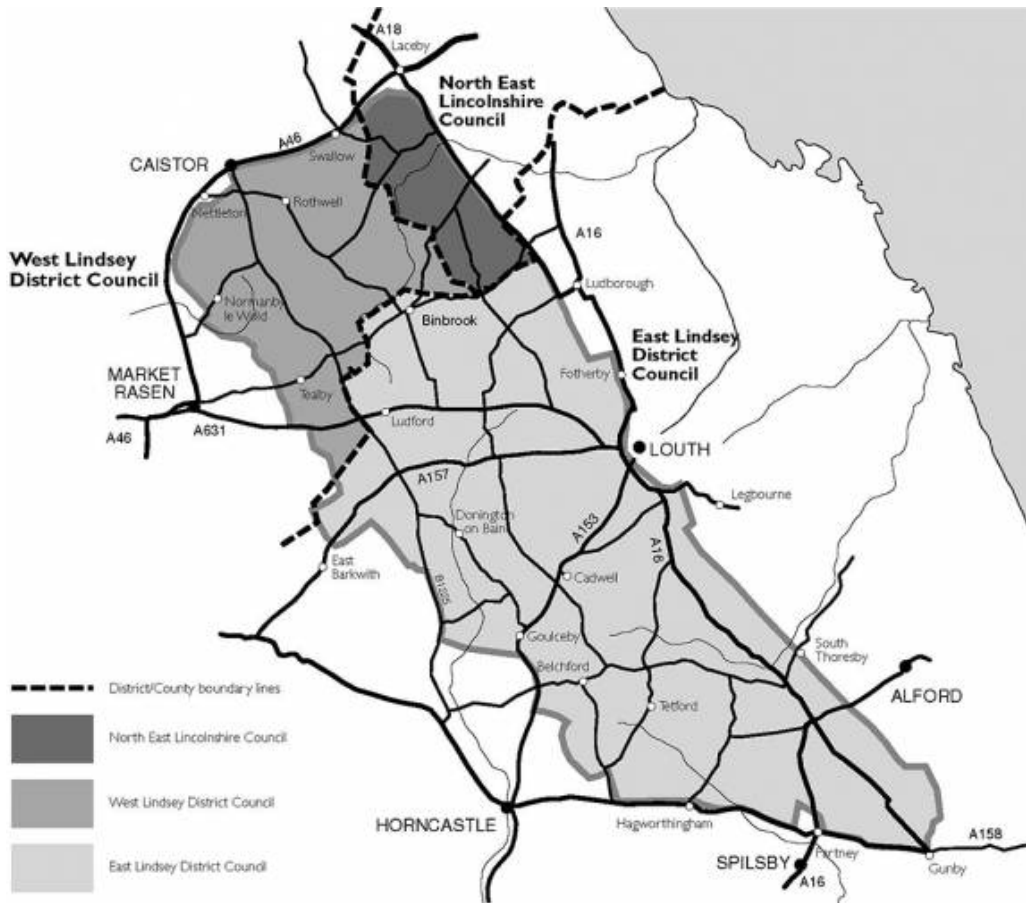 A18
Laceby
North East
Lincolnshire
Council
A46
Swallow
CAISTOR
Nettleton
Rothwell
A16
West Lindsey
District Council
Normanby
le Wold
Ludborough
Binbrook
East Lindsey
District
Council
MARKET
RASEN
Fotherby
Tealby
Ludford
A46
A631
LOUTH
A157
Legbourne
Donington
on Bain
A153
A16
East
Barkwith
Cadwell
B1225
Goulceby
South
Thoresby
Belchford
ALFORD
District/County boundary lines
Tetford
North East Lincolnshire Council
West Lindsey District Council
HORNCASTLE
Hagworthingham
A158
East Lindsey District Council
SPILSBY
Partney
Gunby
A16